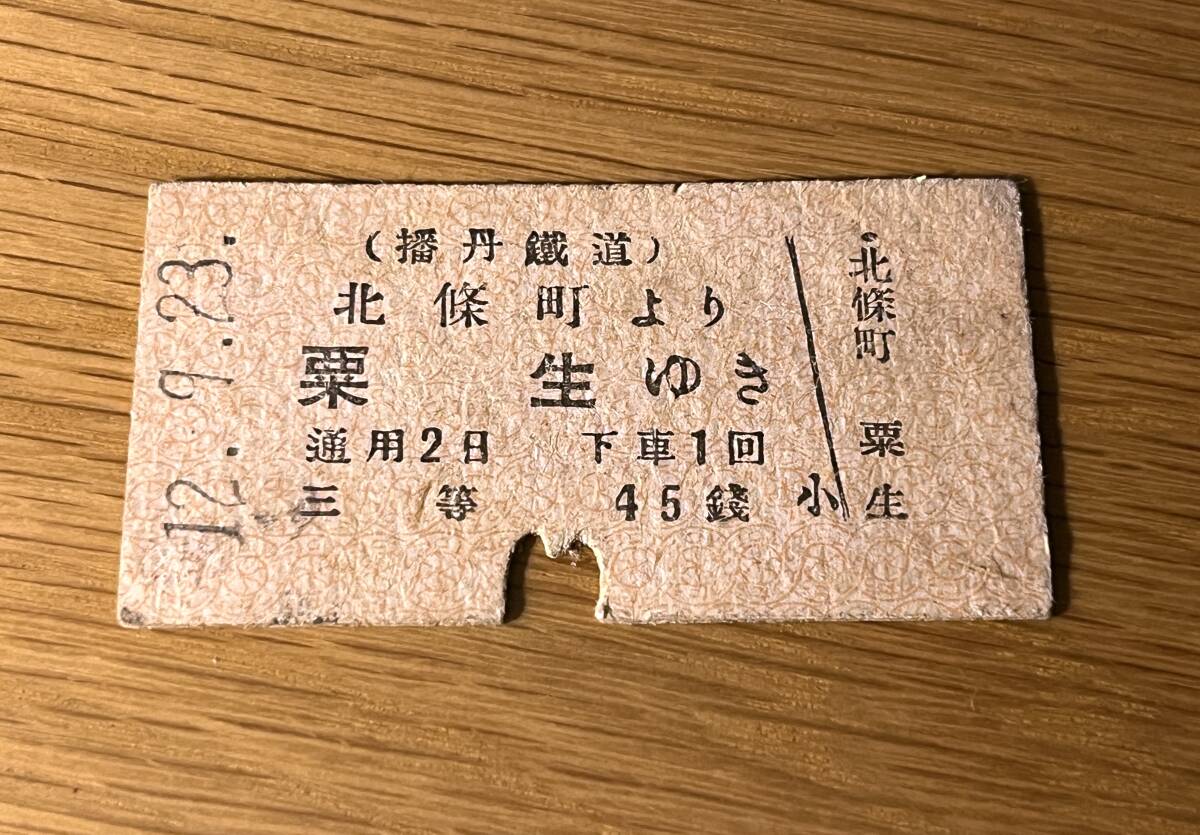 (播丹鐵道)
北條町より
粟生ゆき
通用2日 下車1回
三等 45錢
小
北條町
粟生
12.9.23.